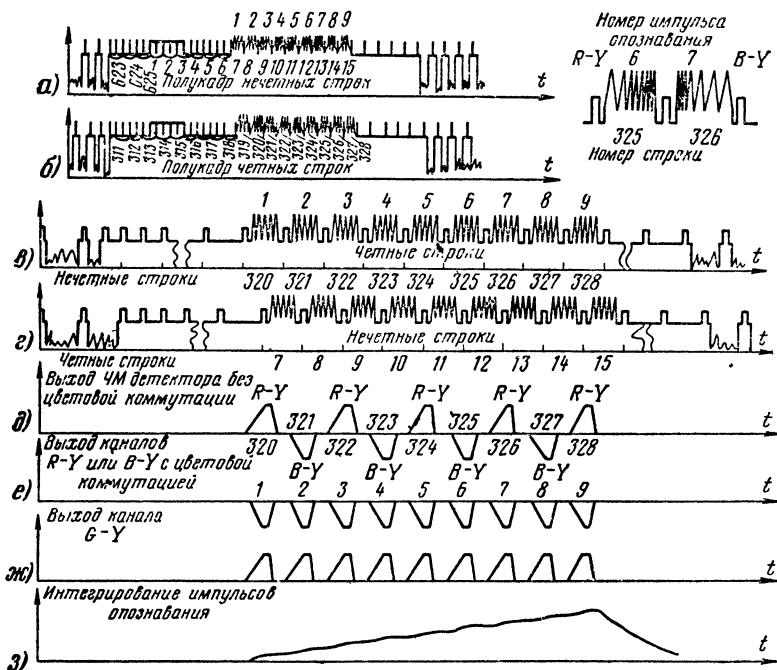 1 2 3 4 5 6 7 8 9
623 624 625 1 2 3 4 5 6 7 8 9 10 11 12 13 14 15
Полукадр нечетных строк
t
а)
311 312 313 314 315 316 317 318 319 320 321 322 323 324 325 326 327 328
Полукадр четных строк
t
б)
Номер импульса
опознавания
R-Y 6 7 B-Y
t
325 326
Номер строки
1 2 3 4 5 6 7 8 9
Четные строки
t
в)
Нечетные строки 320 321 322 323 324 325 326 327 328
Нечетные строки
t
г)
Четные строки 7 8 9 10 11 12 13 14 15
Выход ЧМ детектора без
цветовой коммутации
R-Y R-Y R-Y R-Y R-Y
321 323 325 327
t
д)
320 322 324 326 328
B-Y B-Y B-Y B-Y
Выход каналов
R-Y или B-Y с цветовой
коммутацией
1 2 3 4 5 6 7 8 9
t
е)
Выход канала
G-Y
t
ж)
Интегрирование импульсов
опознавания
t
з)